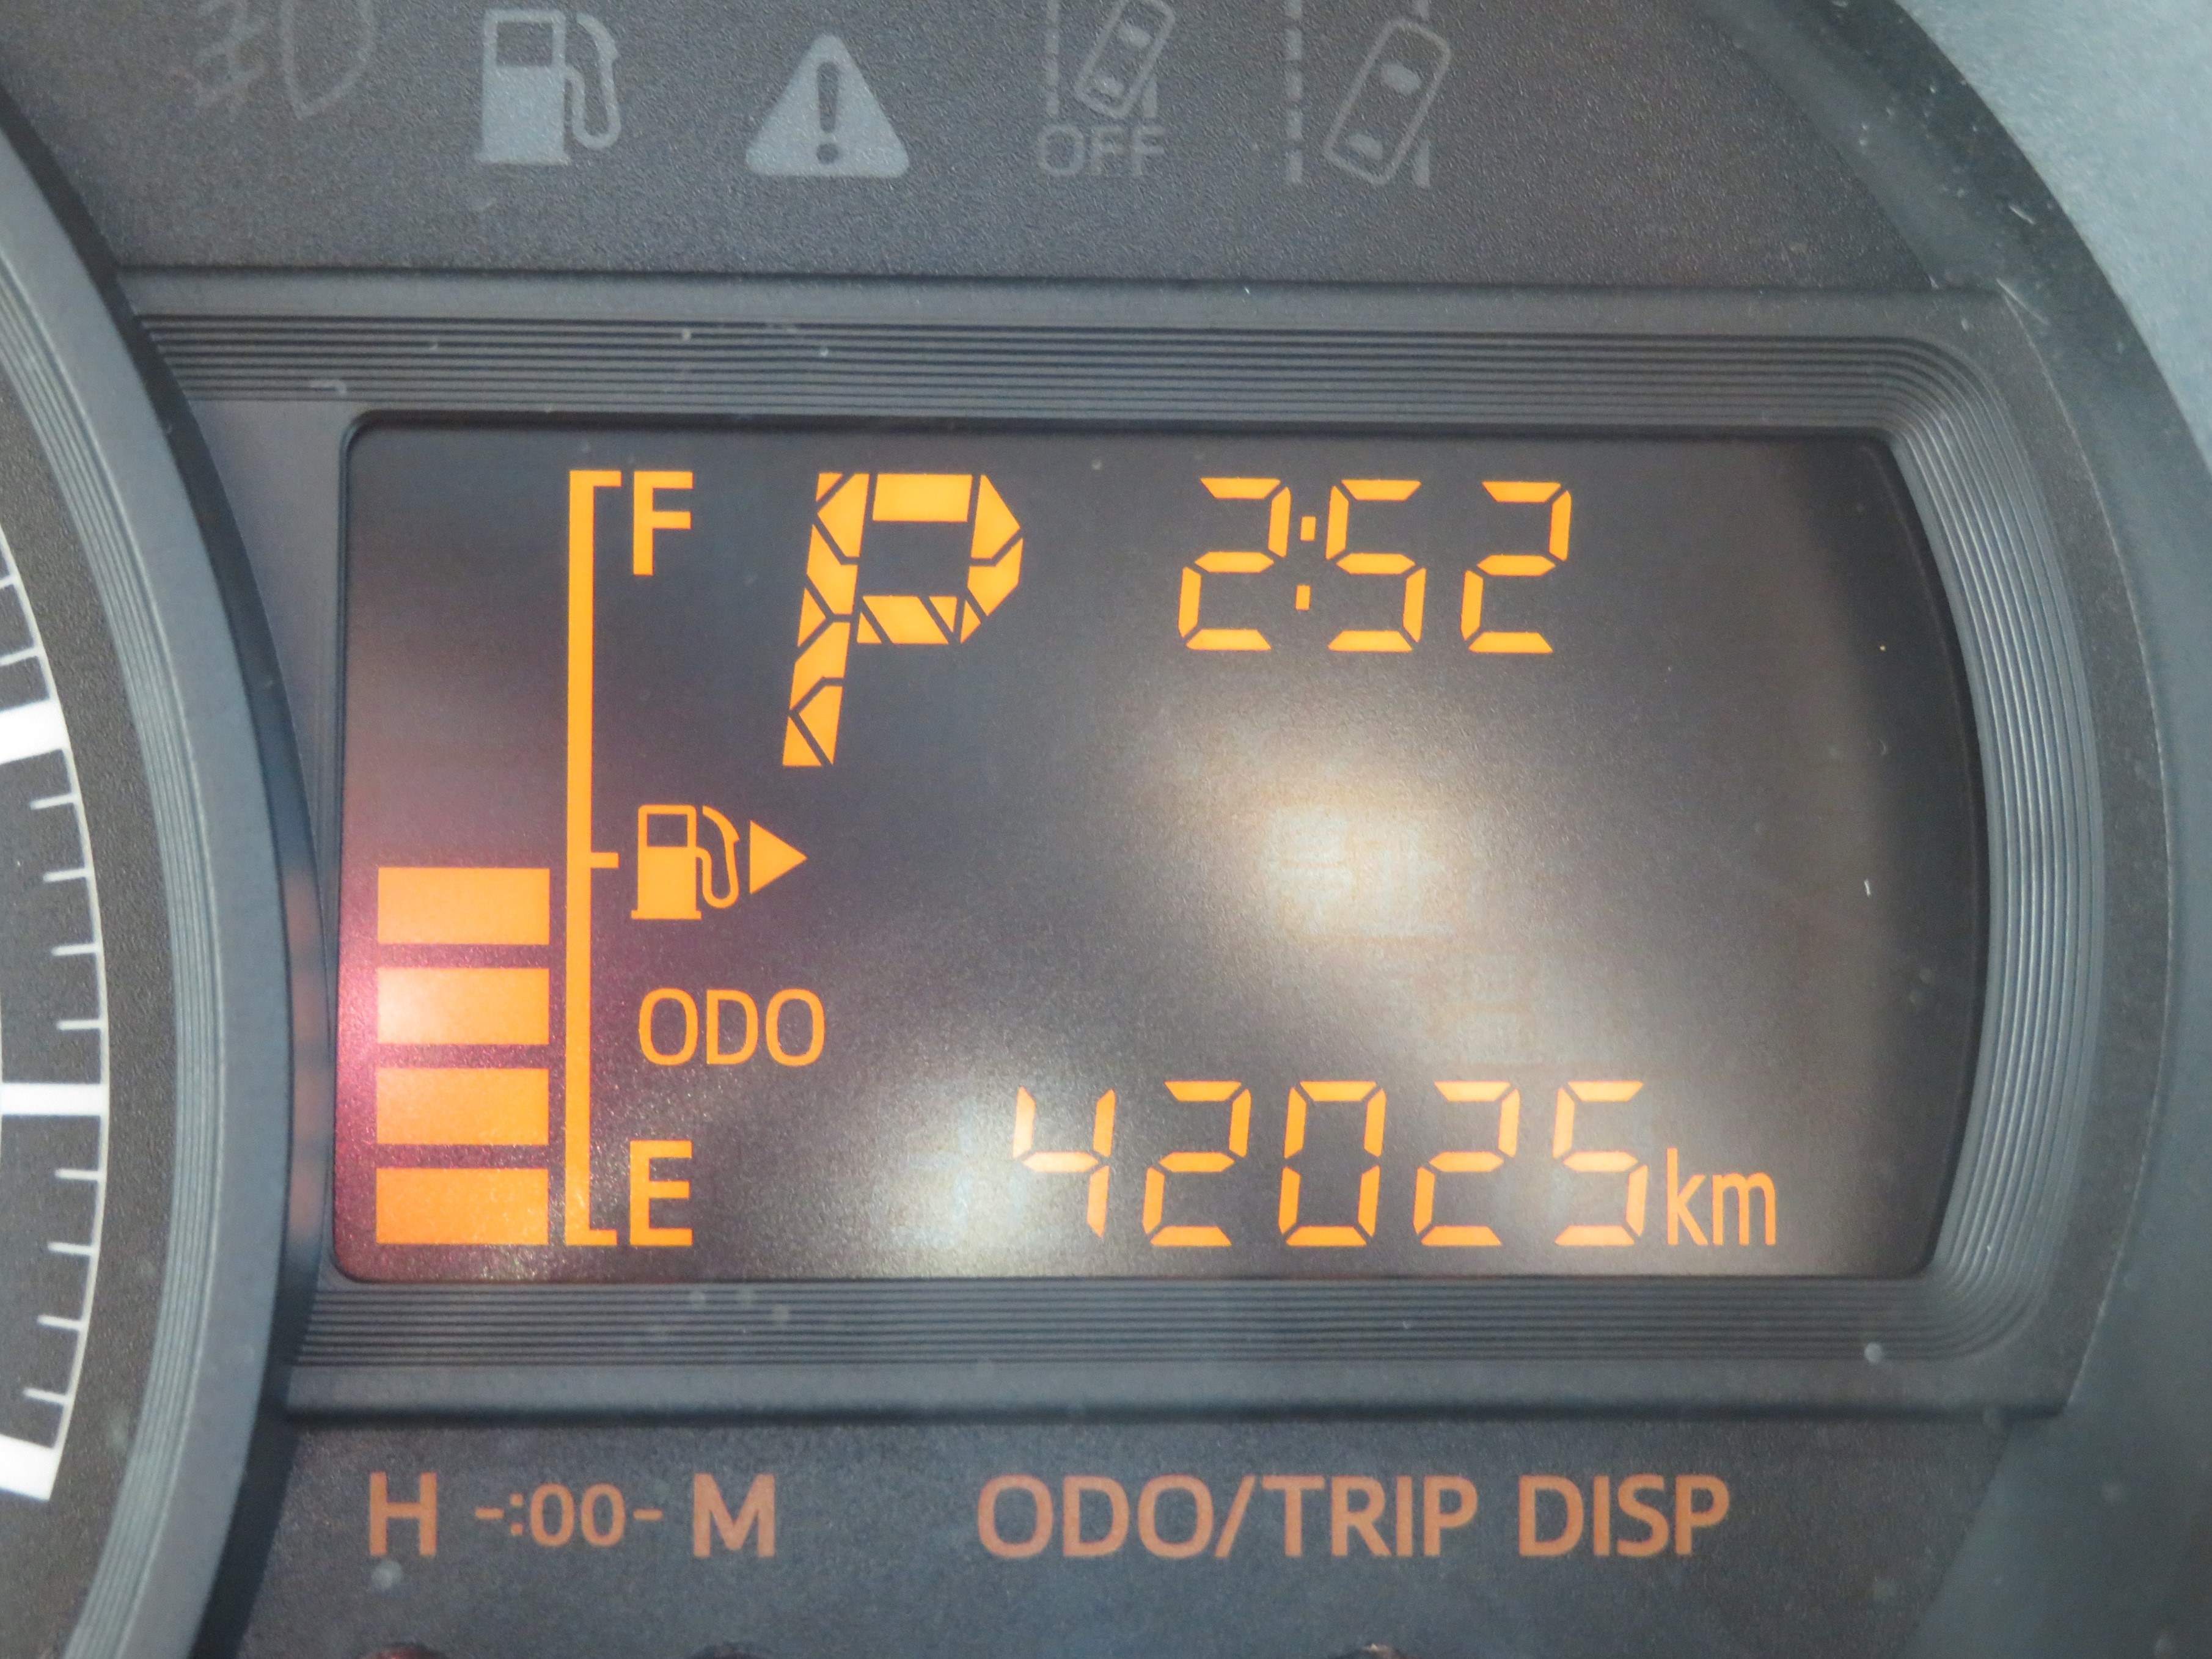 OFF
F
P 2:52
ODO
42025km
E
H -:00- M
ODO/TRIP DISP